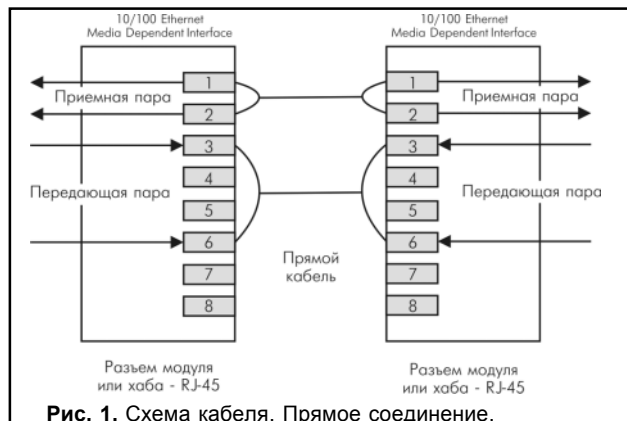 10/100 Ethernet
Media Dependent Interface
10/100 Ethernet
Media Dependent Interface
1
2
3
4
5
6
7
8
Приемная пара
Передающая пара
1
2
3
4
5
6
7
8
Приемная пара
Передающая пара
Прямой
кабель
Разъем модуля
или хаба - RJ-45
Разъем модуля
или хаба - RJ-45
Рис. 1. Схема кабеля. Прямое соединение.